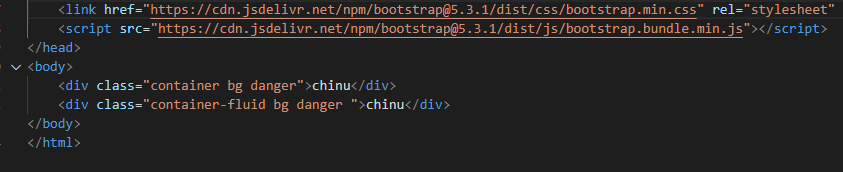 <link href="https://cdn.jsdelivr.net/npm/bootstrap@5.3.1/dist/css/bootstrap.min.css" rel="stylesheet"
<script src="https://cdn.jsdelivr.net/npm/bootstrap@5.3.1/dist/js/bootstrap.bundle.min.js"></script>
</head>
<body>
<div class="container bg danger">chinu</div>
<div class="container-fluid bg danger ">chinu</div>
</body>
</html>